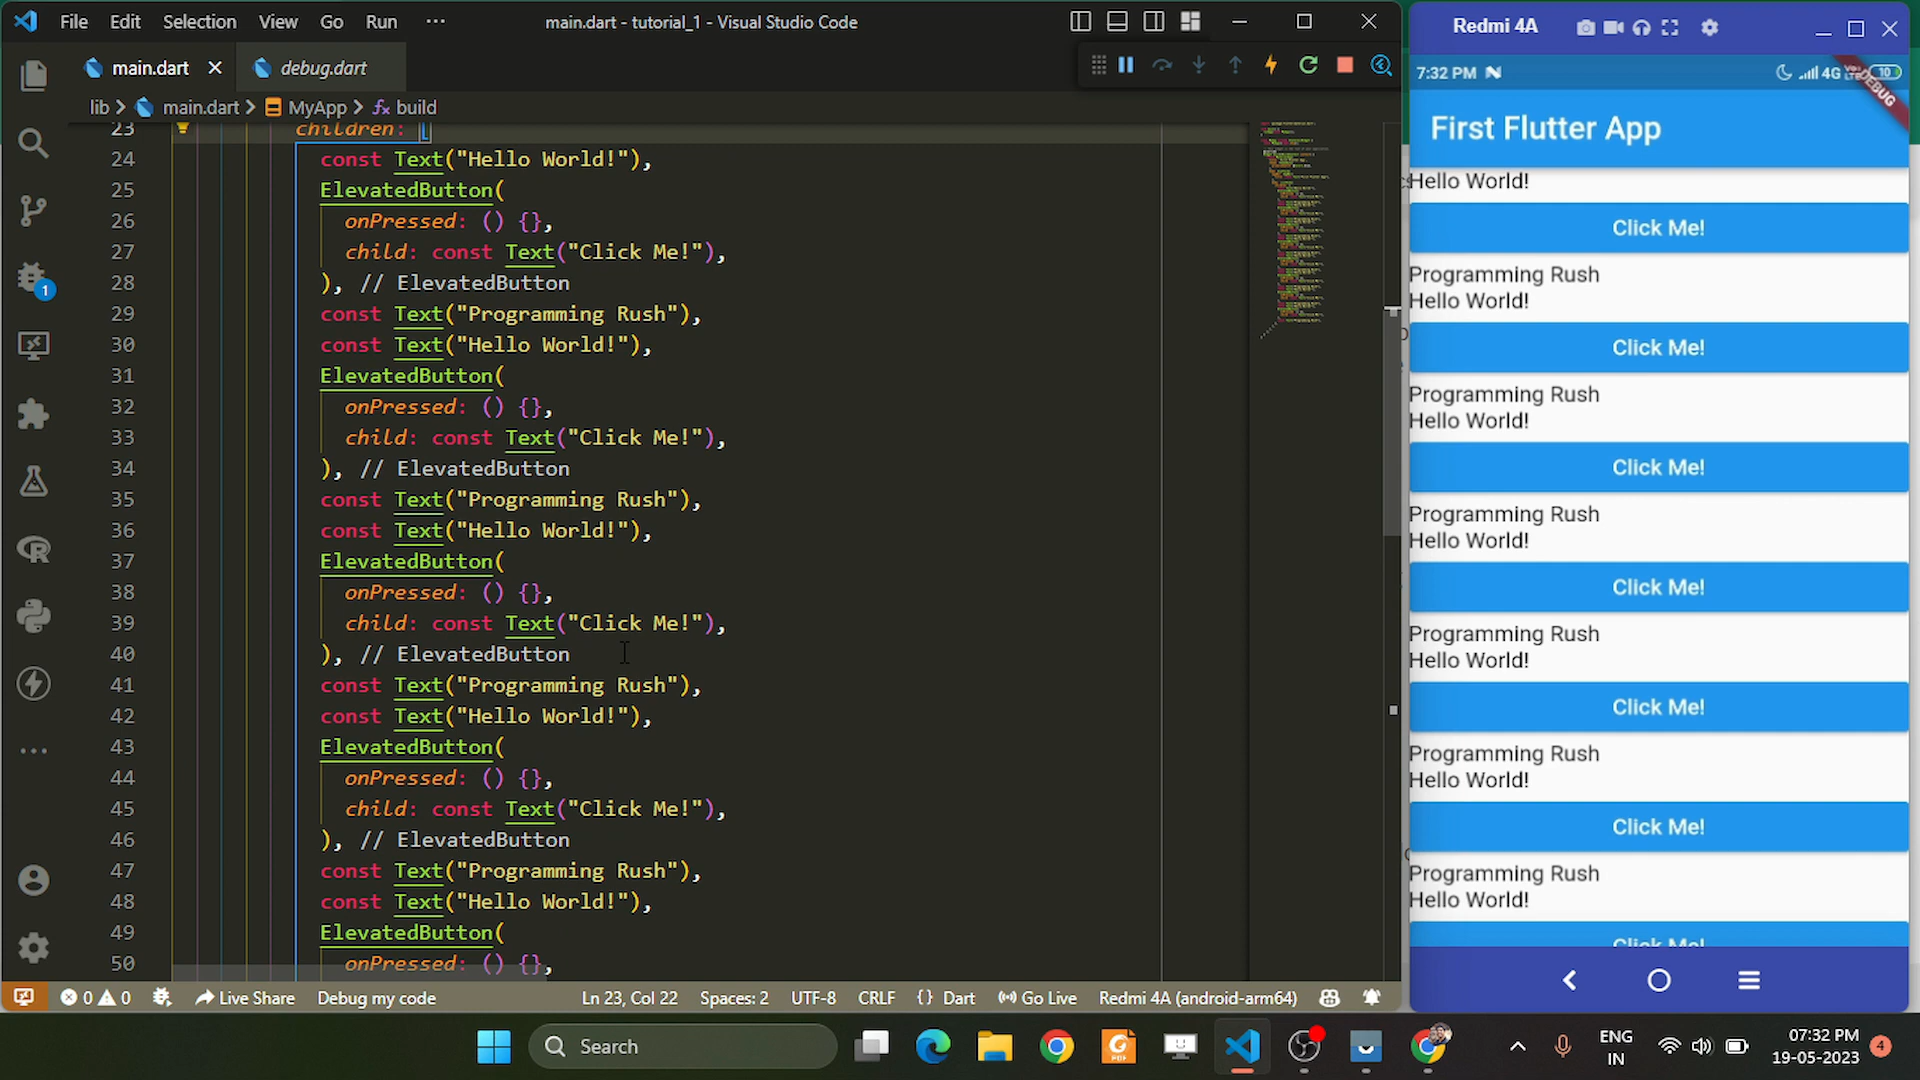 File Edit Selection View Go Run ··· main.dart - tutorial_1 - Visual Studio Code
main.dart debug.dart
lib > main.dart > MyApp > build
23 children: [
24 const Text("Hello World!"),
25 ElevatedButton(
26 onPressed: () {},
27 child: const Text("Click Me!"),
28 ), // ElevatedButton
29 const Text("Programming Rush"),
30 const Text("Hello World!"),
31 ElevatedButton(
32 onPressed: () {},
33 child: const Text("Click Me!"),
34 ), // ElevatedButton
35 const Text("Programming Rush"),
36 const Text("Hello World!"),
37 ElevatedButton(
38 onPressed: () {},
39 child: const Text("Click Me!"),
40 ), // ElevatedButton
41 const Text("Programming Rush"),
42 const Text("Hello World!"),
43 ElevatedButton(
44 onPressed: () {},
45 child: const Text("Click Me!"),
46 ), // ElevatedButton
47 const Text("Programming Rush"),
48 const Text("Hello World!"),
49 ElevatedButton(
50 onPressed: () {},
1
0 0 Live Share Debug my code Ln 23, Col 22 Spaces: 2 UTF-8 CRLF {} Dart Go Live Redmi 4A (android-arm64)
Redmi 4A
7:32 PM 4G 10
DEBUG
First Flutter App
Hello World!
Click Me!
Programming Rush
Hello World!
Click Me!
Programming Rush
Hello World!
Click Me!
Programming Rush
Hello World!
Click Me!
Programming Rush
Hello World!
Click Me!
Programming Rush
Hello World!
Click Me!
Programming Rush
Hello World!
Click Me!
Search
ENG
IN
07:32 PM
19-05-2023
4